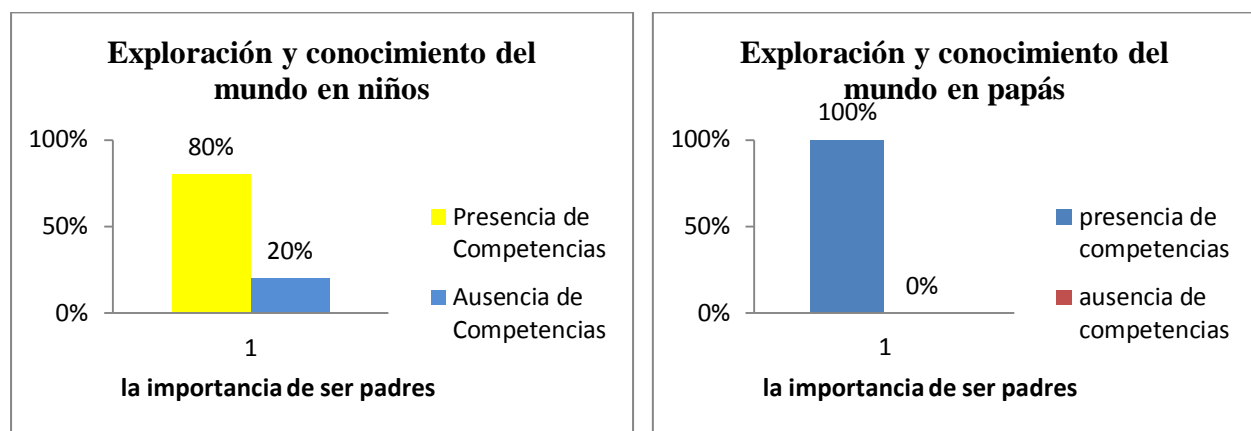 Exploración y conocimiento del
mundo en niños
100%
80%
50%
20%
0%
1
la importancia de ser padres
Presencia de
Competencias
Ausencia de
Competencias
Exploración y conocimiento del
mundo en papás
100%
100%
50%
0%
0%
1
la importancia de ser padres
presencia de
competencias
ausencia de
competencias